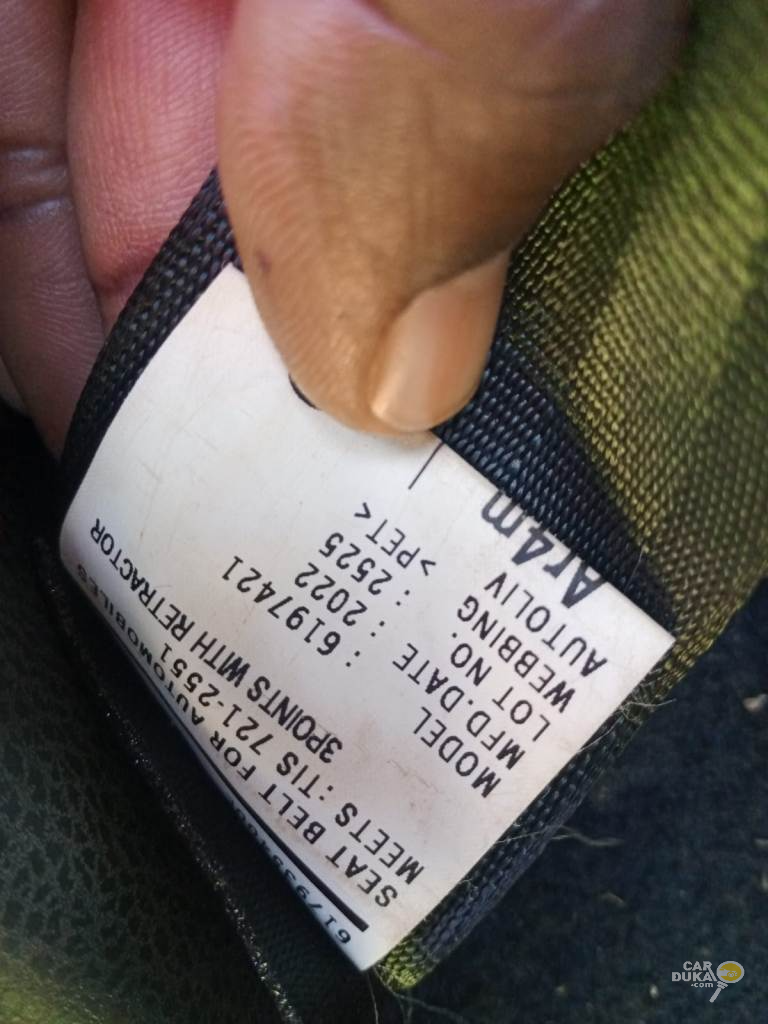 SEAT BELT FOR AUTOMOBILES
MEETS : TIS 721-2551
3POINTS WITH RETRACTOR
MODEL : 6197421
MFD.DATE : 2022
LOT NO. : 2525
WEBBING >PET<
AUTOLIV
Ar4m
CAR
DUKA
.com